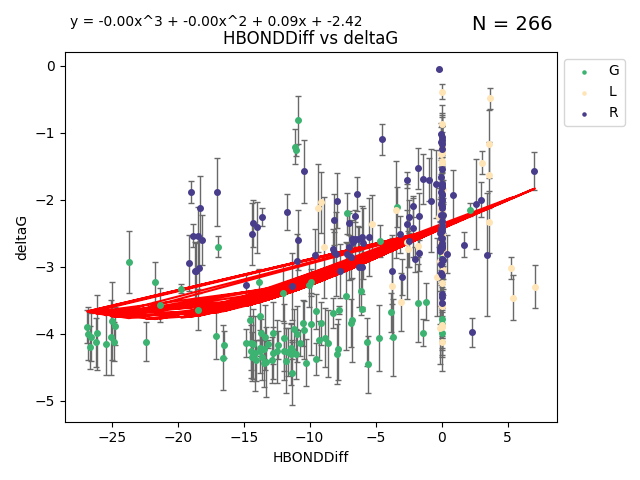 y = -0.00x^3 + -0.00x^2 + 0.09x + -2.42
N = 266
HBONDDiff vs deltaG
G
L
R
deltaG
0
−1
−2
−3
−4
−5
−25
−20
−15
−10
−5
0
5
HBONDDiff